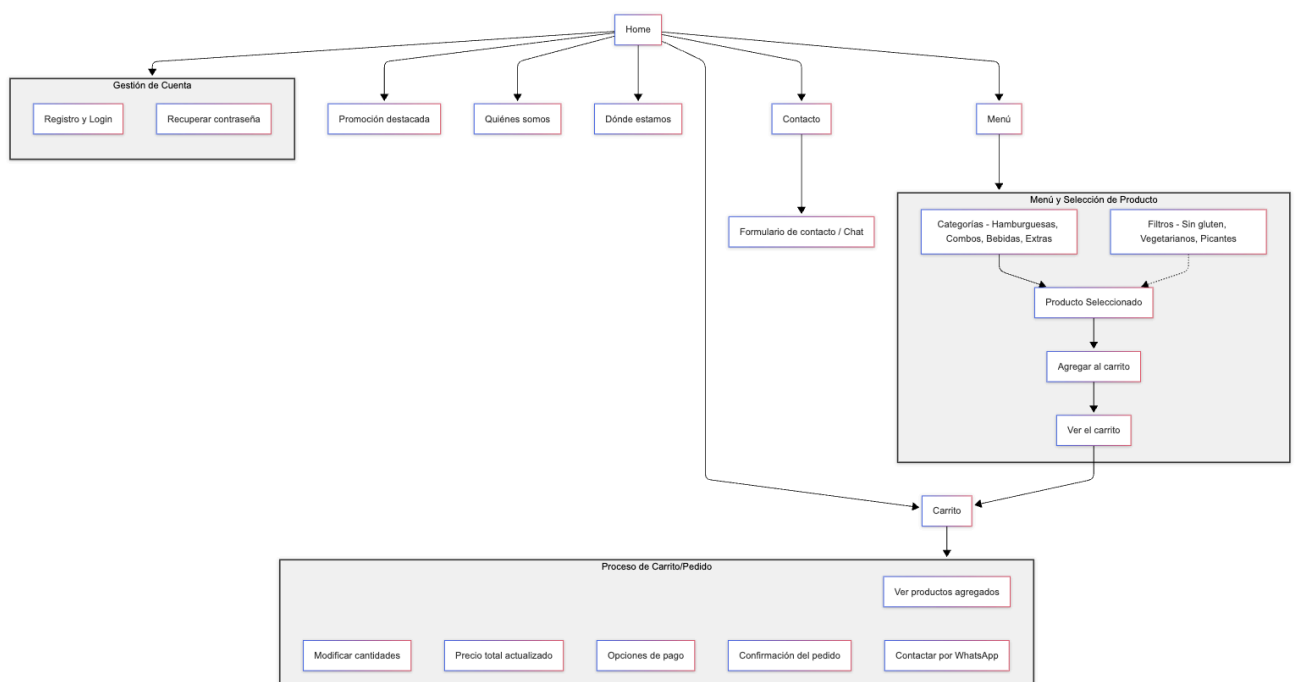 Home
Gestión de Cuenta
Registro y Login
Recuperar contraseña
Promoción destacada
Quiénes somos
Dónde estamos
Contacto
Menú
Formulario de contacto / Chat
Menú y Selección de Producto
Categorías - Hamburguesas,
Combos, Bebidas, Extras
Filtros - Sin gluten,
Vegetarianos, Picantes
Producto Seleccionado
Agregar al carrito
Ver el carrito
Carrito
Proceso de Carrito/Pedido
Ver productos agregados
Modificar cantidades
Precio total actualizado
Opciones de pago
Confirmación del pedido
Contactar por WhatsApp